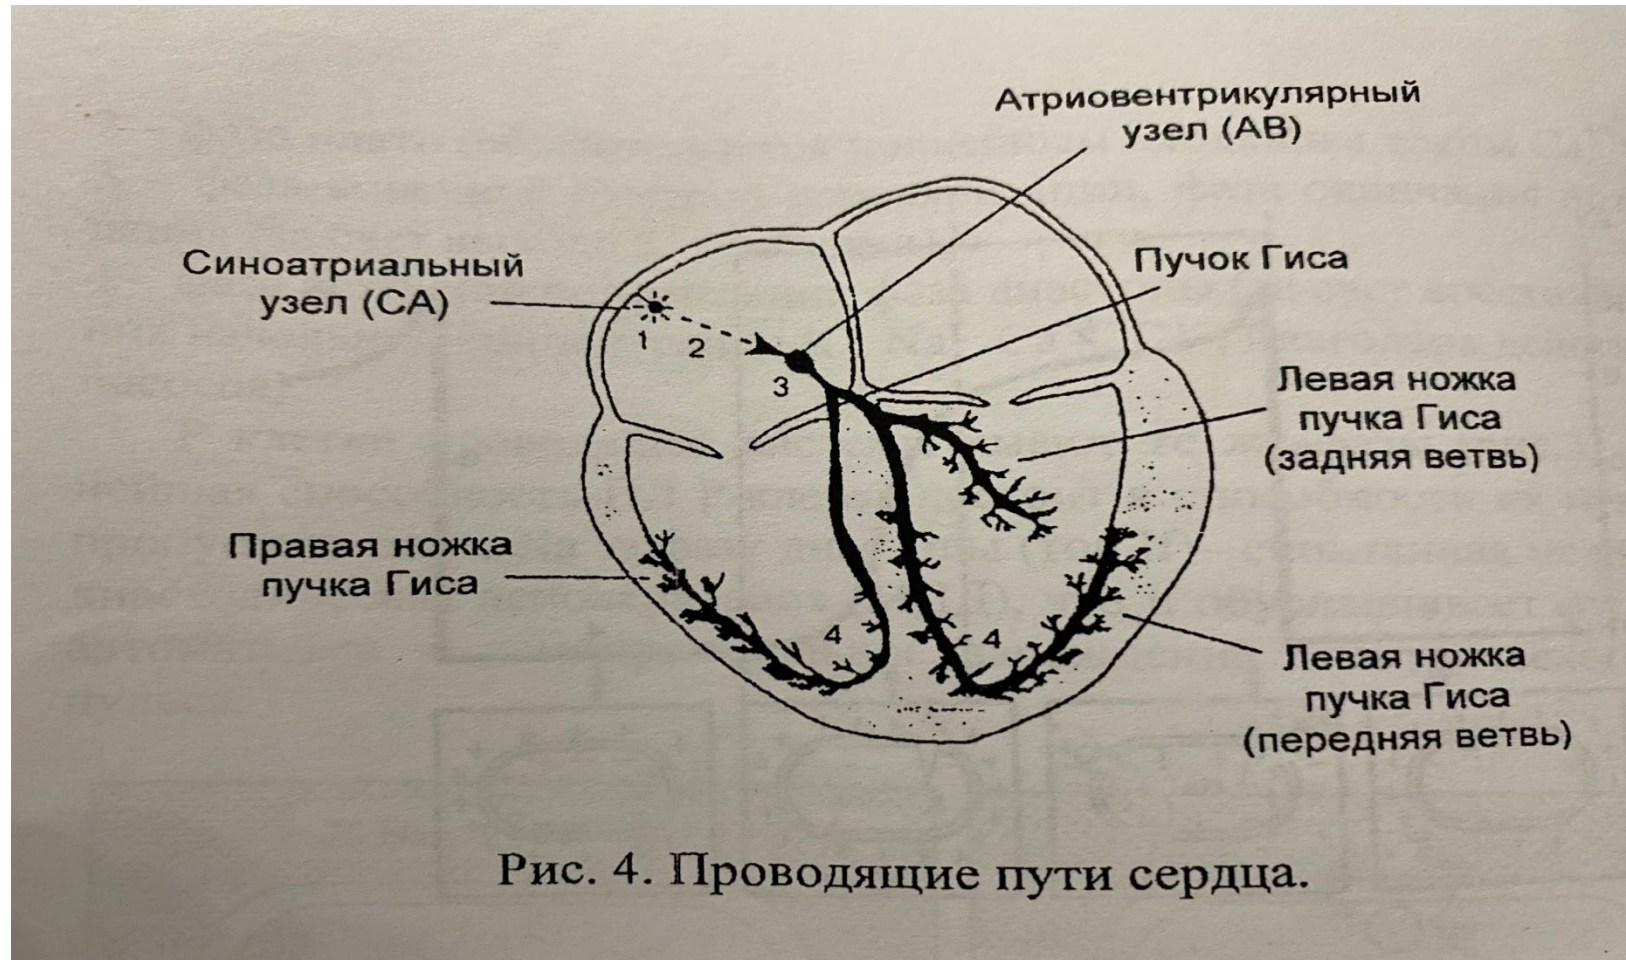 Атриовентрикулярный
узел (АВ)
Синоатриальный
узел (СА)
Пучок Гиса
1
2
3
Левая ножка
пучка Гиса
(задняя ветвь)
Правая ножка
пучка Гиса
4
4
Левая ножка
пучка Гиса
(передняя ветвь)
Рис. 4. Проводящие пути сердца.